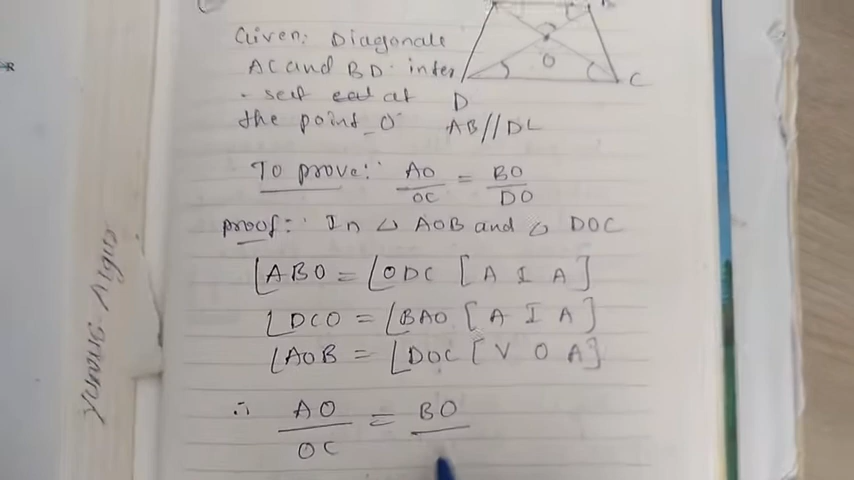 Given: Diagonals
AC and BD inter
- sect at
the point O
AB//DC
O
C
D
To prove: AO/OC = BO/DO
proof: In △ AOB and △ DOC
∠ABO = ∠ODC [A I A]
∠DCO = ∠BAO [A I A]
∠AOB = ∠DOC [V O A]
∴ AO/OC = BO